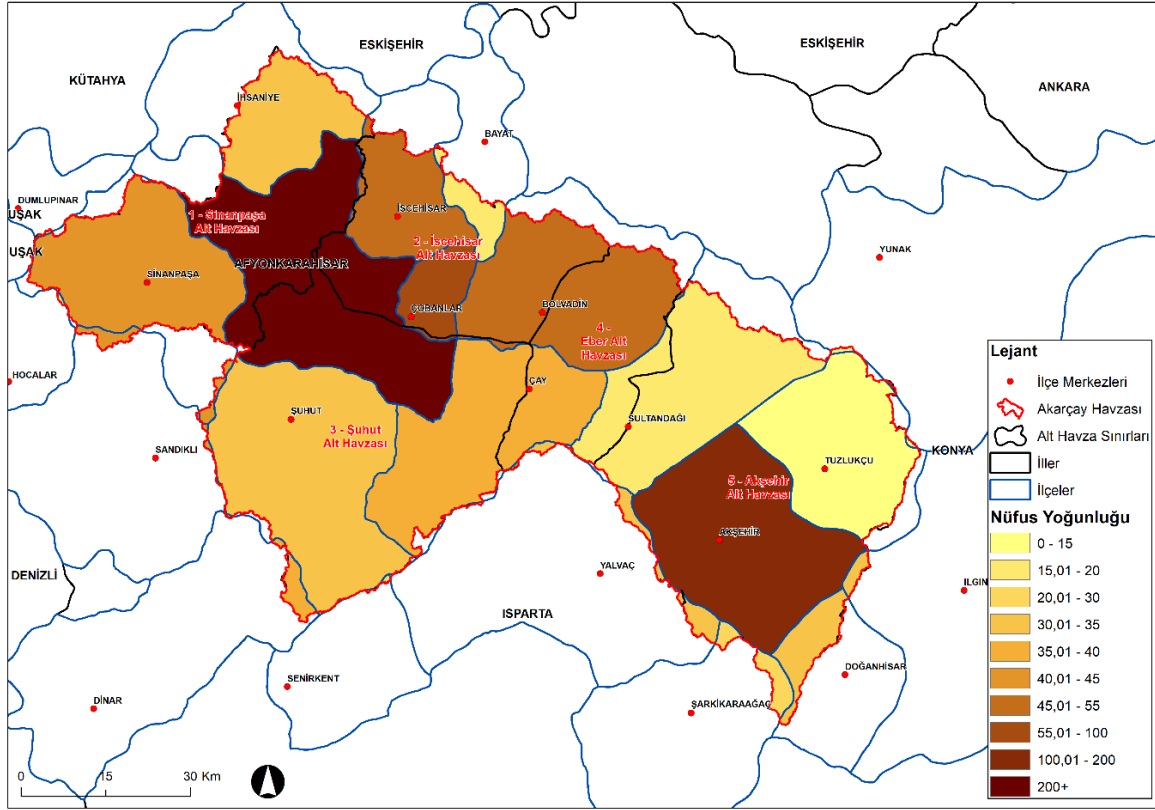 ESKİŞEHİR
ESKİŞEHİR
KÜTAHYA
ANKARA
İHSANİYE
BAYAT
DUMLUPINAR
UŞAK
UŞAK
1 - Sinanpaşa
Alt Havzası
İSCEHİSAR
2 - İscehisar
Alt Havzası
YUNAK
AFYONKARAHİSAR
SİNANPAŞA
ÇOBANLAR
BOLVADİN
4 -
Eber Alt
Havzası
HOCALAR
ÇAY
ŞUHUT
3 - Şuhut
Alt Havzası
SULTANDAĞI
SANDIKLI
KONYA
TUZLUKÇU
5 - Akşehir
Alt Havzası
AKŞEHİR
DENİZLİ
YALVAÇ
ILGIN
ISPARTA
DOĞANHİSAR
SENİRKENT
DİNAR
ŞARKİKARAAĞAÇ
0 15 30 Km
Lejant
İlçe Merkezleri
Akarçay Havzası
Alt Havza Sınırları
İller
İlçeler
Nüfus Yoğunluğu
0 - 15
15,01 - 20
20,01 - 30
30,01 - 35
35,01 - 40
40,01 - 45
45,01 - 55
55,01 - 100
100,01 - 200
200+